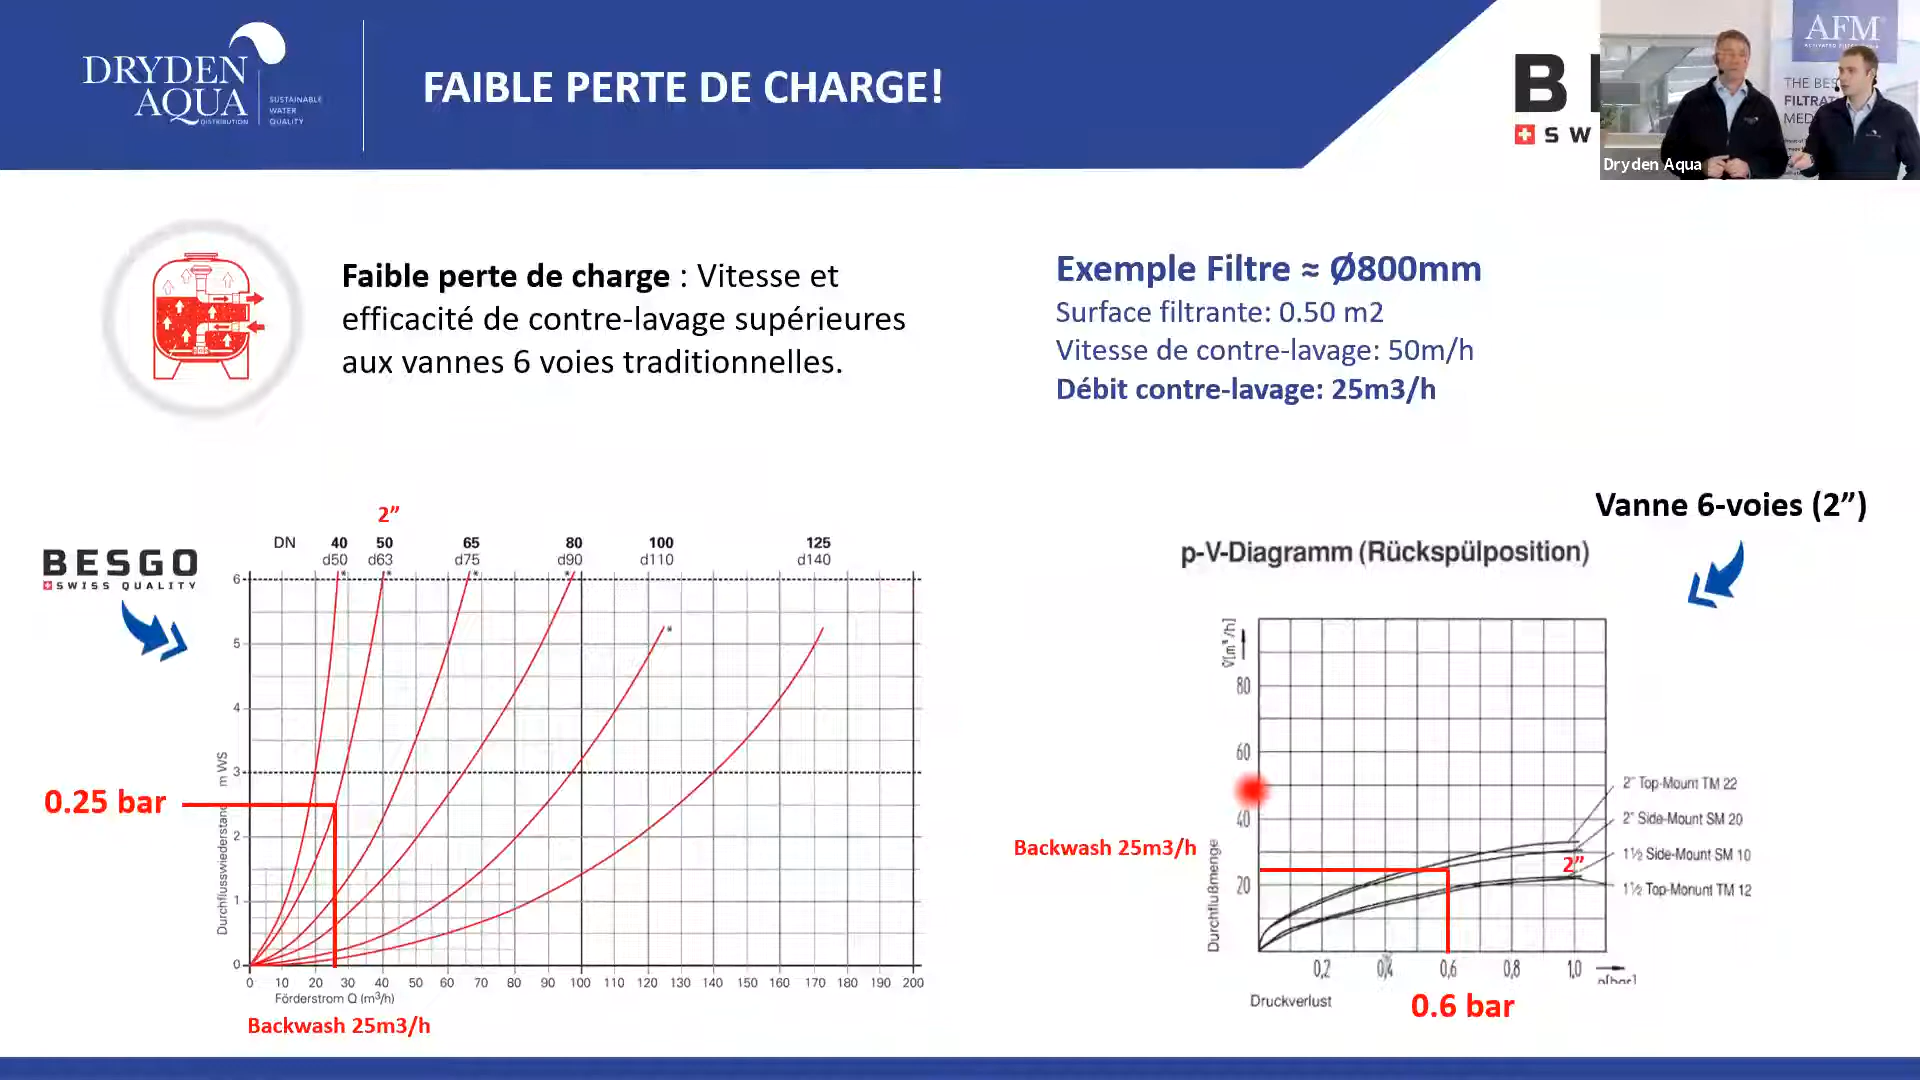 DRYDEN
AQUA
DISTRIBUTION
SUSTAINABLE
WATER
QUALITY
FAIBLE PERTE DE CHARGE!
B
SW
AFM
THE BES
FILTRA
MED
Dryden Aqua
Faible perte de charge : Vitesse et
efficacité de contre-lavage supérieures
aux vannes 6 voies traditionnelles.
Exemple Filtre ≈ Ø800mm
Surface filtrante: 0.50 m2
Vitesse de contre-lavage: 50m/h
Débit contre-lavage: 25m3/h
BESGO
SWISS QUALITY
2”
DN 40 50 65 80 100 125
d50 d63 d75 d90 d110 d140
6
5
4
3
2
1
0
m WS
Durchflusswiederstand
0.25 bar
0 10 20 30 40 50 60 70 80 90 100 110 120 130 140 150 160 170 180 190 200
Förderstrom Q (m³/h)
Backwash 25m3/h
Vanne 6-voies (2”)
p-V-Diagramm (Rückspülposition)
V̇[m³/h]
80
60
40
20
Durchflußmenge
Backwash 25m3/h
2" Top-Mount TM 22
2" Side-Mount SM 20
1½ Side-Mount SM 10
1½ Top-Monunt TM 12
2”
0,2 0,4 0,6 0,8 1,0
p[bar]
Druckverlust
0.6 bar